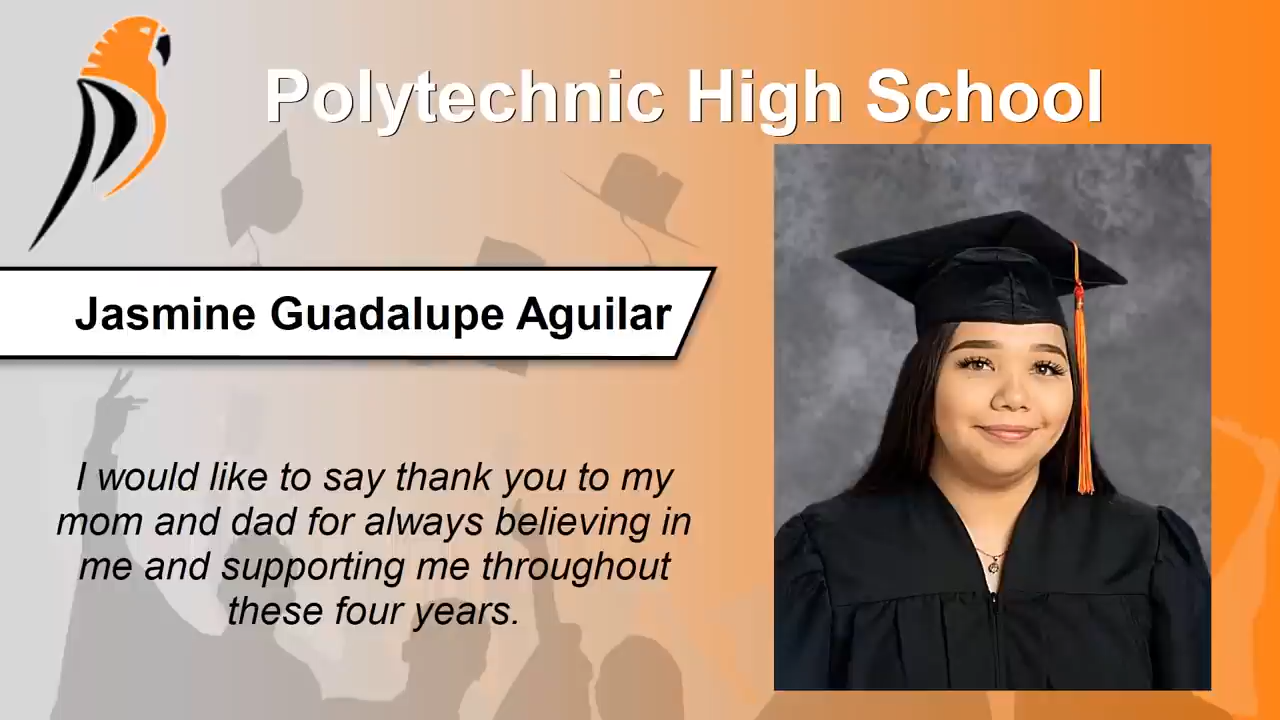 Polytechnic High School
Jasmine Guadalupe Aguilar
I would like to say thank you to my
mom and dad for always believing in
me and supporting me throughout
these four years.